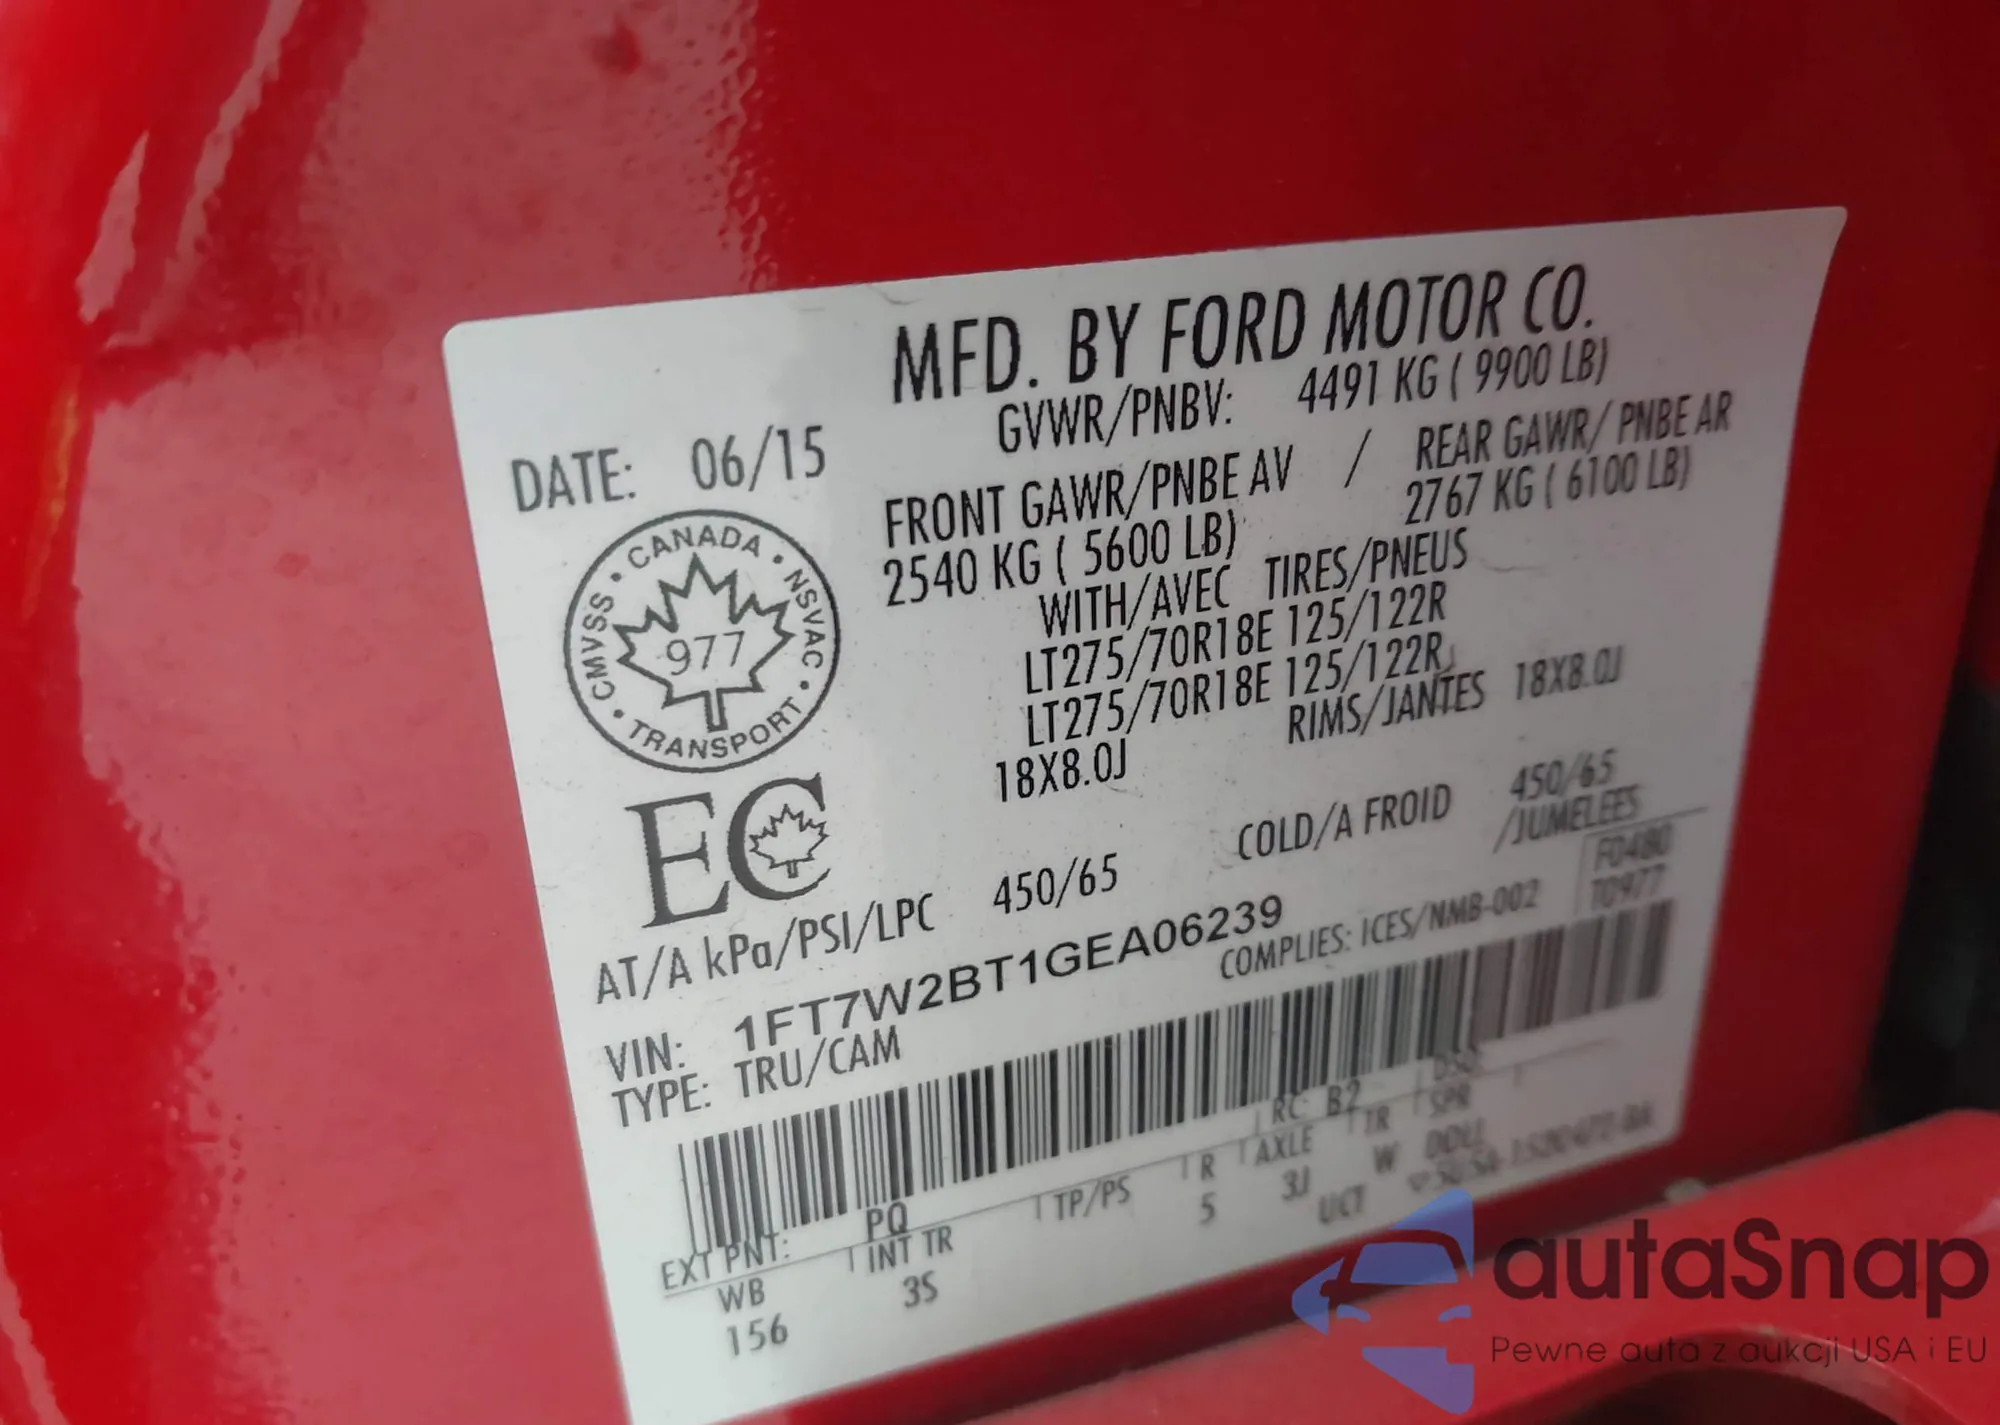 MFD. BY FORD MOTOR CO.
DATE: 06/15
GVWR/PNBV: 4491 KG ( 9900 LB)
FRONT GAWR/PNBE AV / REAR GAWR/ PNBE AR
2540 KG ( 5600 LB) 2767 KG ( 6100 LB)
WITH/AVEC TIRES/PNEUS
LT275/70R18E 125/122R
LT275/70R18E 125/122R
18X8.0J RIMS/JANTES 18X8.0J
CANADA • NSVAC • TRANSPORT • CMVSS •
977
EC
AT/A kPa/PSI/LPC 450/65 COLD/A FROID 450/65
/JUMELEES
VIN: 1FT7W2BT1GEA06239
COMPLIES: ICES/NMB-002
F0480
T0977
TYPE: TRU/CAM
EXT PNT: PQ RC: B2 DSO:
WB INT TR TP/PS R AXLE TR SPR
156 3S 5 3J W DDLL
UCT
autaSnap
Pewne auta z aukcji USA i EU